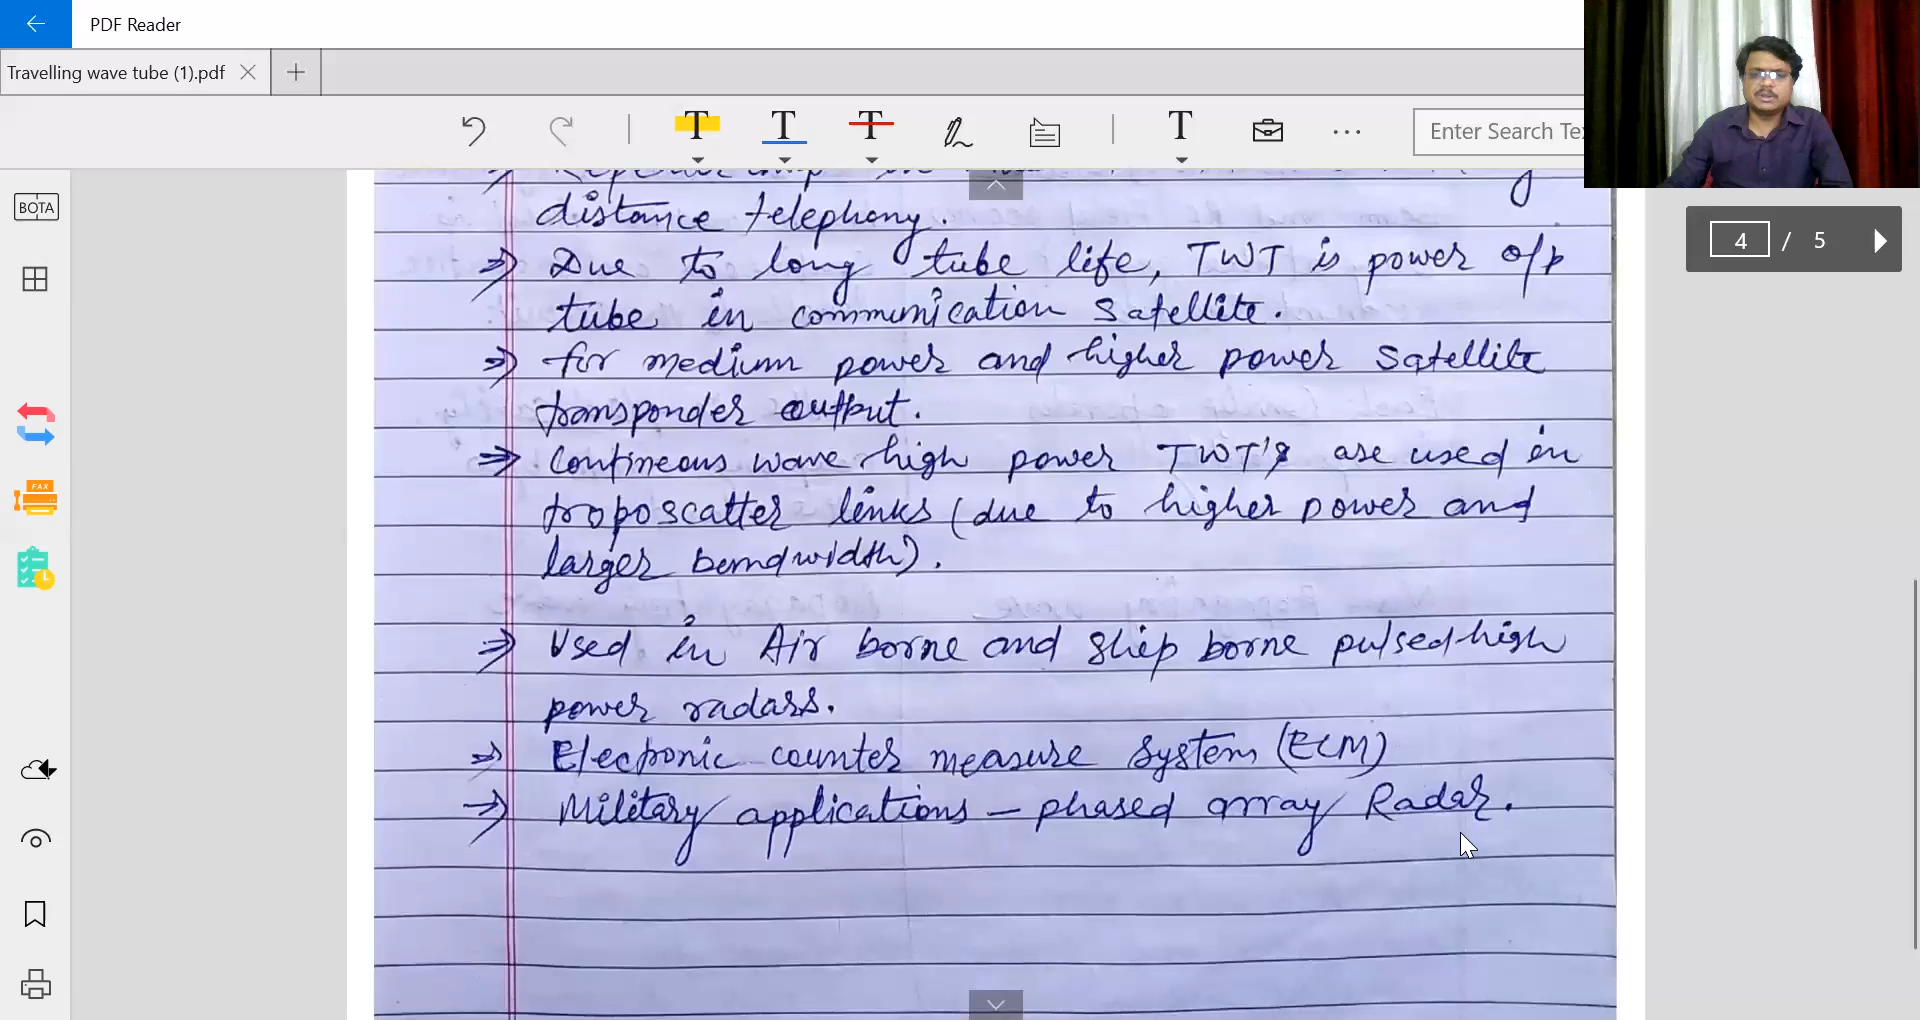 PDF Reader
Travelling wave tube (1).pdf
T T T T
Enter Search Te
BOTA
4 / 5
FAX
distance telephony.
⇒ Due to long tube life, TWT is power o/p
tube in communication satellite.
⇒ for medium power and higher power satellite
transponder output.
⇒ Contineous wave high power TWT's are used in
troposcatter links (due to higher power and
larger bandwidth).
⇒ Used in Air borne and ship borne pulsed high
power radars.
⇒ Electronic counter measure system (ECM)
⇒ Military applications - phased array Radar.